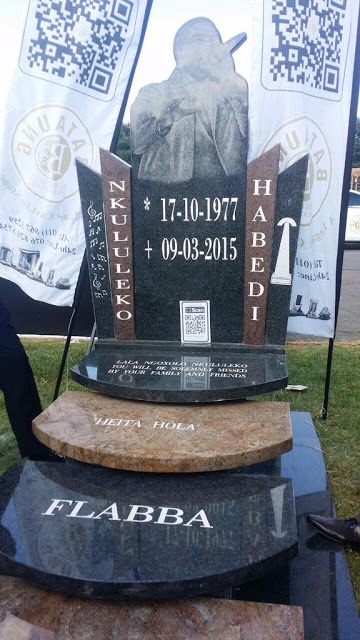 NKULULEKO
HABEDI
* 17-10-1977
+ 09-03-2015
LALA NGOXOLO NKULULEKO
YOU WILL BE SOLEMNLY MISSED
BY YOUR FAMILY AND FRIENDS
"HEITA HOLA"
FLABBA
BATAUNG